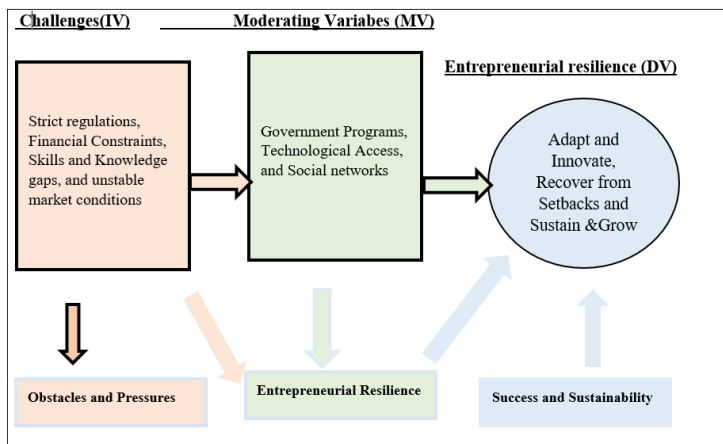 Challenges(IV)
Moderating Variabes (MV)
Entrepreneurial resilience (DV)
Strict regulations,
Financial Constraints,
Skills and Knowledge
gaps, and unstable
market conditions
Government Programs,
Technological Access,
and Social networks
Adapt and
Innovate,
Recover from
Setbacks and
Sustain &Grow
Obstacles and Pressures
Entrepreneurial Resilience
Success and Sustainability